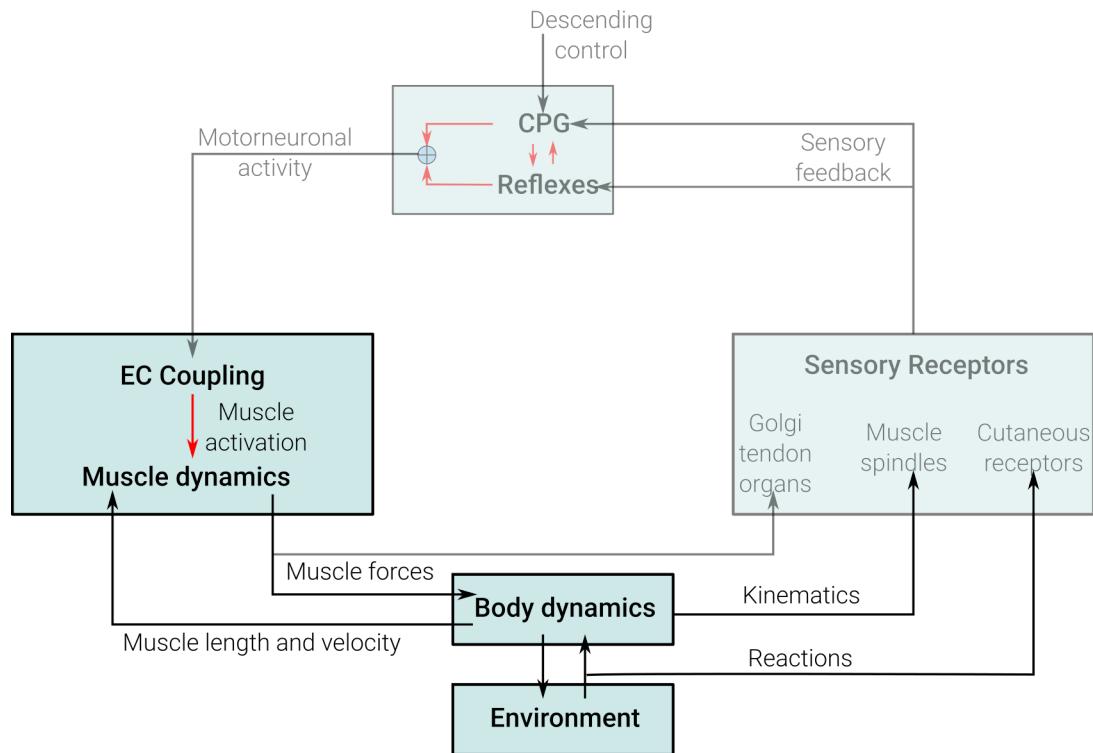 Descending
control
CPG
Motorneuronal
activity
Sensory
feedback
Reflexes
EC Coupling
Muscle
activation
Muscle dynamics
Sensory Receptors
Golgi
tendon
organs
Muscle
spindles
Cutaneous
receptors
Muscle forces
Body dynamics
Kinematics
Muscle length and velocity
Reactions
Environment